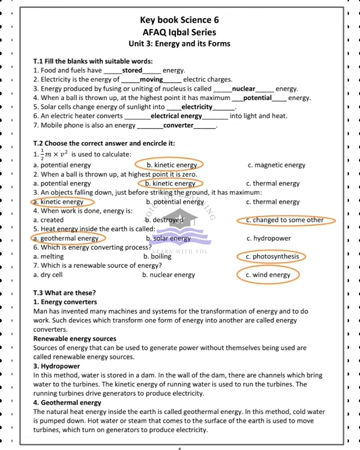 Key book Science 6
AFAQ Iqbal Series
Unit 3: Energy and its Forms
T.1 Fill the blanks with suitable words:
1. Food and fuels have _____stored_____ energy.
2. Electricity is the energy of _____moving_____ electric charges.
3. Energy produced by fusing or uniting of nucleus is called _____nuclear_____ energy.
4. When a ball is thrown up, at the highest point it has maximum ___potential____ energy.
5. Solar cells change energy of sunlight into ____electricity______.
6. An electric heater converts _______electrical energy_______ into light and heat.
7. Mobile phone is also an energy _______converter______.
T.2 Choose the correct answer and encircle it:
1. ½m × v² is used to calculate:
a. potential energy b. kinetic energy c. magnetic energy
2. When a ball is thrown up, at highest point it is zero.
a. potential energy b. kinetic energy c. thermal energy
3. An objects falling down, just before striking the ground, it has maximum:
a. kinetic energy b. potential energy c. thermal energy
4. When work is done, energy is:
a. created b. destroyed c. changed to some other
5. Heat energy inside the earth is called:
a. geothermal energy b. solar energy c. hydropower
6. Which is energy converting process?
a. melting b. boiling c. photosynthesis
7. Which is a renewable source of energy?
a. dry cell b. nuclear energy c. wind energy
T.3 What are these?
1. Energy converters
Man has invented many machines and systems for the transformation of energy and to do
work. Such devices which transform one form of energy into another are called energy
converters.
Renewable energy sources
Sources of energy that can be used to generate power without themselves being used are
called renewable energy sources.
3. Hydropower
In this method, water is stored in a dam. In the wall of the dam, there are channels which bring
water to the turbines. The kinetic energy of running water is used to run the turbines. The
running turbines drive generators to produce electricity.
4. Geothermal energy
The natural heat energy inside the earth is called geothermal energy. In this method, cold water
is pumped down. Hot water or steam that comes to the surface of the earth is used to move
turbines, which turn on generators to produce electricity.